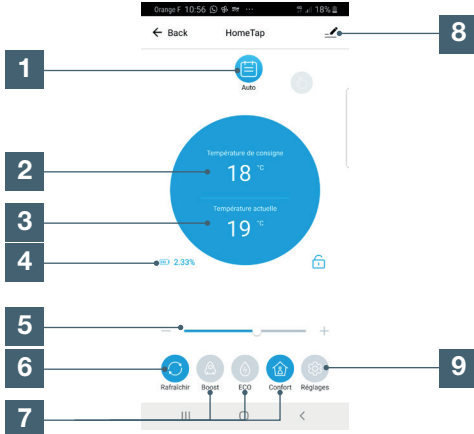 Orange F 10:56 ... 18%
← Back HomeTap
8
1
Auto
Température de consigne
2
18 °C
Température actuelle
3
19 °C
4
2.33%
5
− +
6
9
Rafraîchir Boost ECO Confort Réglages
7